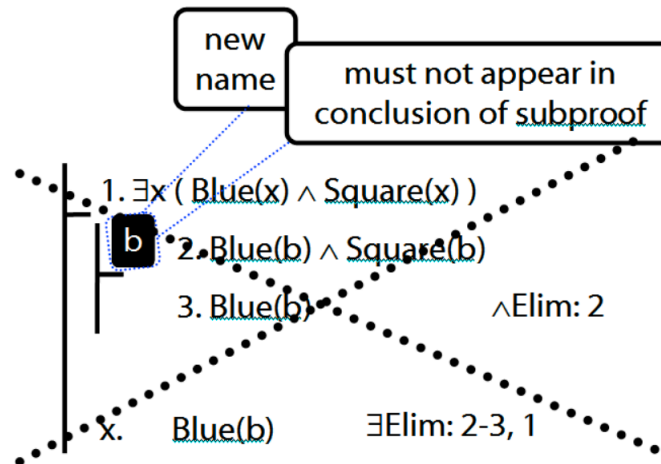 new
name
must not appear in
conclusion of subproof
1. ∃x ( Blue(x) ∧ Square(x) )
b
2. Blue(b) ∧ Square(b)
3. Blue(b) ∧Elim: 2
x. Blue(b) ∃Elim: 2-3, 1